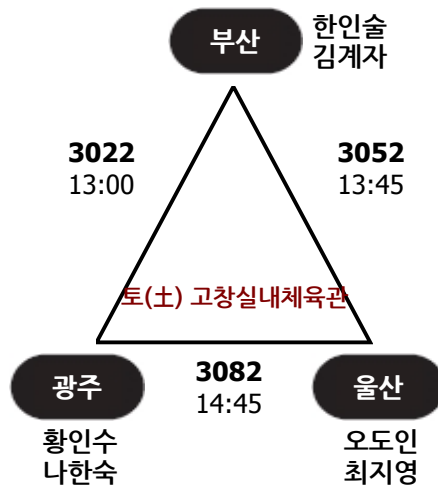 부산
한인술
김계자
3022
13:00
3052
13:45
토(土) 고창실내체육관
광주
3082
14:45
울산
황인수
나한숙
오도인
최지영